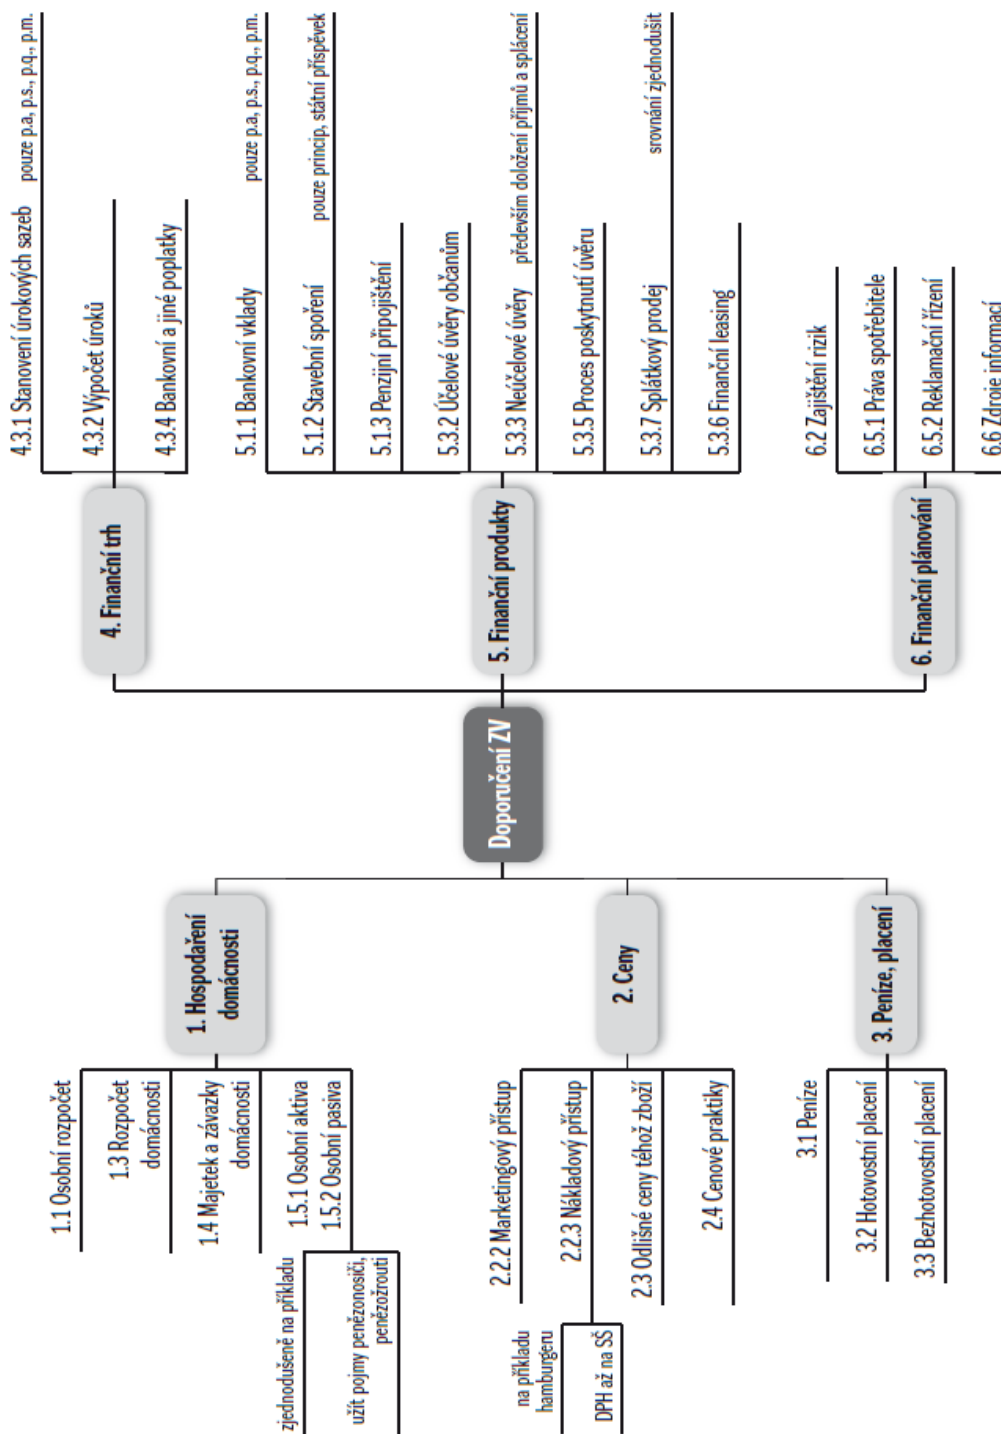 Doporučení ZV
1. Hospodaření
domácnosti
1.1 Osobní rozpočet
1.3 Rozpočet
domácnosti
1.4 Majetek a závazky
domácnosti
1.5.1 Osobní aktiva
1.5.2 Osobní pasiva
zjednodušeně na příkladu
užít pojmy penězonosiči,
penězožrouti
2. Ceny
2.2.2 Marketingový přístup
2.2.3 Nákladový přístup
na příkladu
hamburgeru
DPH až na SŠ
2.3 Odlišné ceny téhož zboží
2.4 Cenové praktiky
3. Peníze, placení
3.1 Peníze
3.2 Hotovostní placení
3.3 Bezhotovostní placení
4. Finanční trh
4.3.1 Stanovení úrokových sazeb pouze p.a, p.s., p.q., p.m.
4.3.2 Výpočet úroků
4.3.4 Bankovní a jiné poplatky
5. Finanční produkty
5.1.1 Bankovní vklady pouze p.a, p.s., p.q., p.m.
5.1.2 Stavební spoření pouze princip, státní příspěvek
5.1.3 Penzijní připojištění
5.3.2 Účelové úvěry občanům
5.3.3 Neúčelové úvěry především doložení příjmů a splácení
5.3.5 Proces poskytnutí úvěru
5.3.7 Splátkový prodej srovnání zjednodušit
5.3.6 Finanční leasing
6. Finanční plánování
6.2 Zajištění rizik
6.5.1 Práva spotřebitele
6.5.2 Reklamační řízení
6.6 Zdroje informací